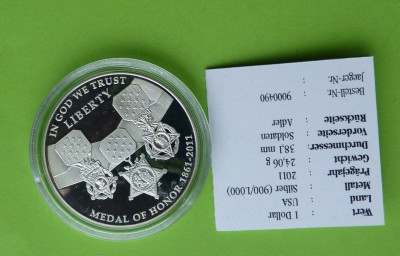 IN GOD WE TRUST
LIBERTY
MEDAL OF HONOR·1861-2011
Wert : 1 Dollar
Land : USA
Metall : Silber (900/1.000)
Prägejahr : 2011
Gewicht : 24,06 g
Durchmesser: 38,1 mm
Vorderseite : Soldaten
Rückseite : Adler
Bestell-Nr. : 9000490
Jaeger-Nr. :